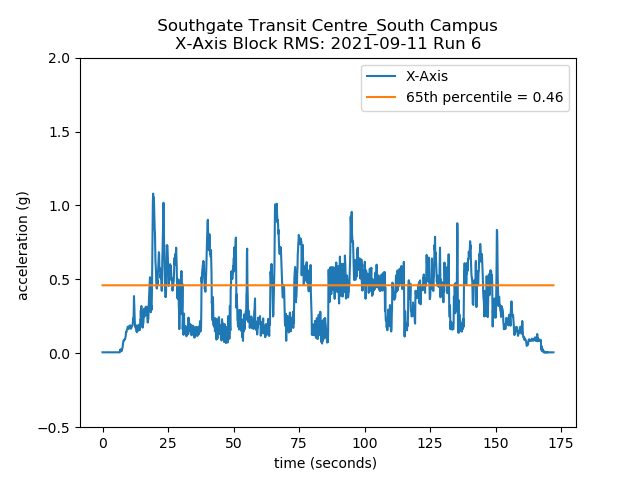 Southgate Transit Centre_South Campus
X-Axis Block RMS: 2021-09-11 Run 6
X-Axis
65th percentile = 0.46
2.0
1.5
1.0
0.5
0.0
−0.5
acceleration (g)
0 25 50 75 100 125 150 175
time (seconds)